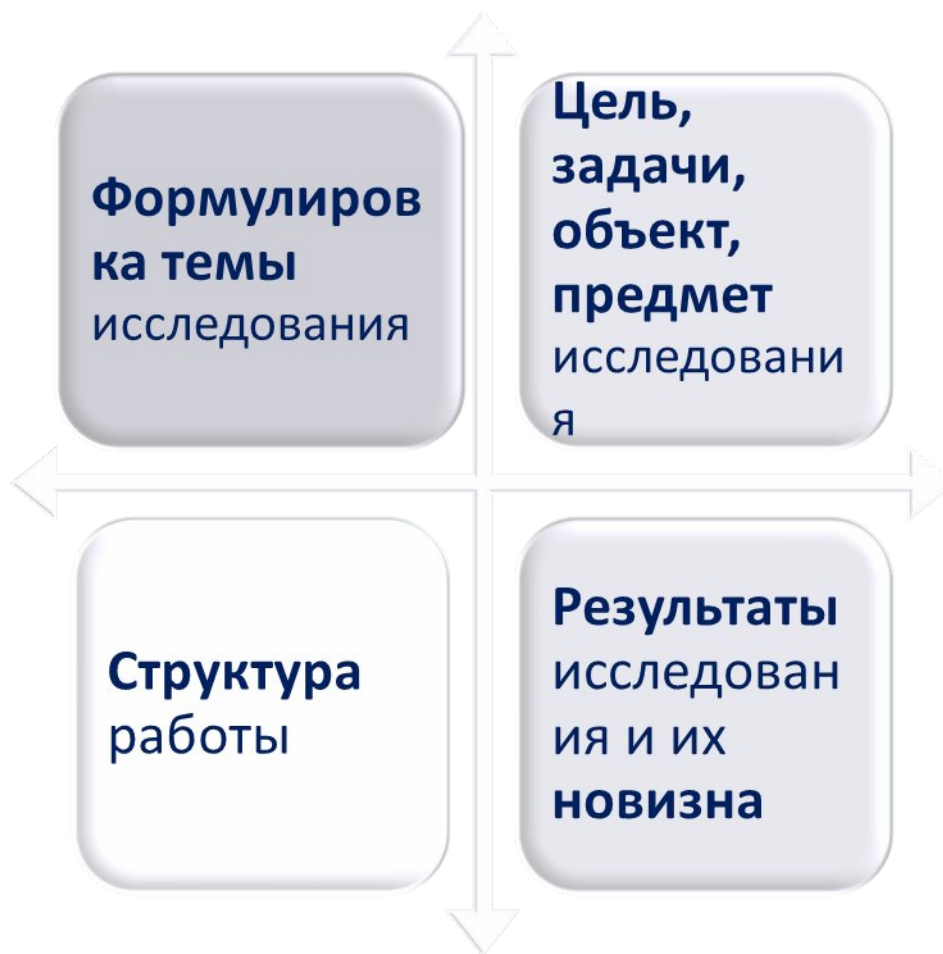 Формулиров
ка темы
исследования
Цель,
задачи,
объект,
предмет
исследовани
я
Структура
работы
Результаты
исследован
ия и их
новизна